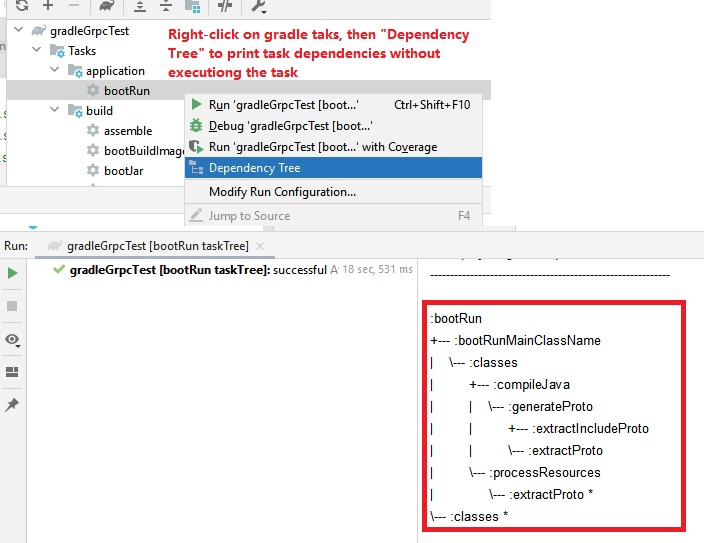 gradleGrpcTest
Right-click on gradle taks, then "Dependency
Tree" to print task dependencies without
executiong the task
Tasks
application
bootRun
build
assemble
bootBuildImag
bootJar
Run 'gradleGrpcTest [boot...' Ctrl+Shift+F10
Debug 'gradleGrpcTest [boot...'
Run 'gradleGrpcTest [boot...' with Coverage
Dependency Tree
Modify Run Configuration...
Jump to Source F4
Run: gradleGrpcTest [bootRun taskTree]
gradleGrpcTest [bootRun taskTree]: successful A 18 sec, 531 ms
------------------------------------------------------------
:bootRun
+--- :bootRunMainClassName
|    \--- :classes
|         +--- :compileJava
|         |    \--- :generateProto
|         |         +--- :extractIncludeProto
|         |         \--- :extractProto
|         \--- :processResources
|              \--- :extractProto *
\--- :classes *